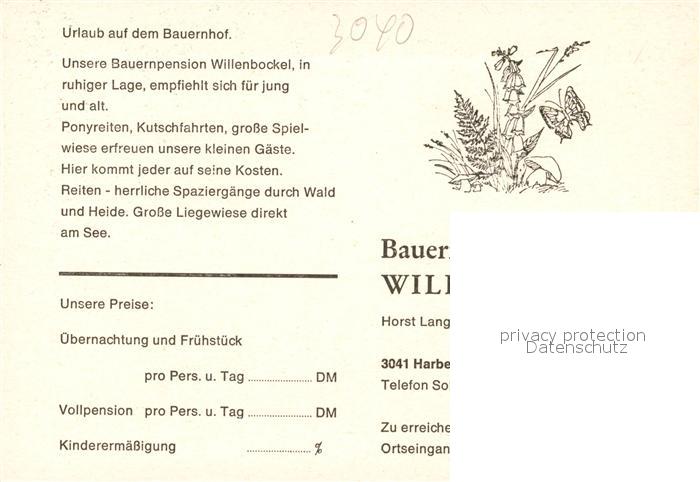 3040
Urlaub auf dem Bauernhof.
Unsere Bauernpension Willenbockel, in
ruhiger Lage, empfiehlt sich für jung
und alt.
Ponyreiten, Kutschfahrten, große Spiel-
wiese erfreuen unsere kleinen Gäste.
Hier kommt jeder auf seine Kosten.
Reiten - herrliche Spaziergänge durch Wald
und Heide. Große Liegewiese direkt
am See.
Unsere Preise:
Übernachtung und Frühstück
pro Pers. u. Tag ...................... DM
Vollpension pro Pers. u. Tag ...................... DM
Kinderermäßigung ...................... %
Bauer
WILL
Horst Lang
3041 Harbe
Telefon So
Zu erreiche
Ortseingan
privacy protection
Datenschutz